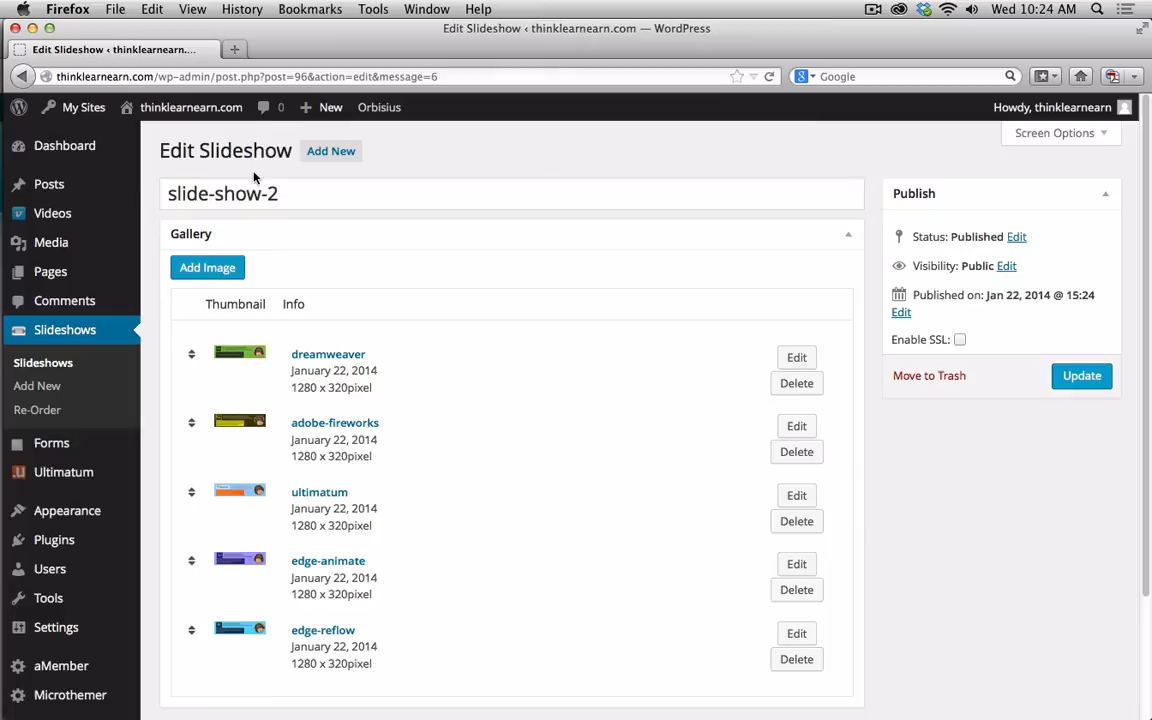 Firefox File Edit View History Bookmarks Tools Window Help Wed 10:24 AM
Edit Slideshow ‹ thinklearnearn.com — WordPress
Edit Slideshow ‹ thinklearnearn....
thinklearnearn.com/wp-admin/post.php?post=96&action=edit&message=6 Google
My Sites thinklearnearn.com 0 New Orbisius Howdy, thinklearnearn
Screen Options
Dashboard
Posts
Videos
Media
Pages
Comments
Slideshows
Slideshows
Add New
Re-Order
Forms
Ultimatum
Appearance
Plugins
Users
Tools
Settings
aMember
Microthemer
Edit Slideshow Add New
slide-show-2
Gallery
Add Image
Thumbnail Info
dreamweaver
January 22, 2014
1280 x 320pixel
Edit
Delete
adobe-fireworks
January 22, 2014
1280 x 320pixel
Edit
Delete
ultimatum
January 22, 2014
1280 x 320pixel
Edit
Delete
edge-animate
January 22, 2014
1280 x 320pixel
Edit
Delete
edge-reflow
January 22, 2014
1280 x 320pixel
Edit
Delete
Publish
Status: Published Edit
Visibility: Public Edit
Published on: Jan 22, 2014 @ 15:24
Edit
Enable SSL:
Move to Trash Update